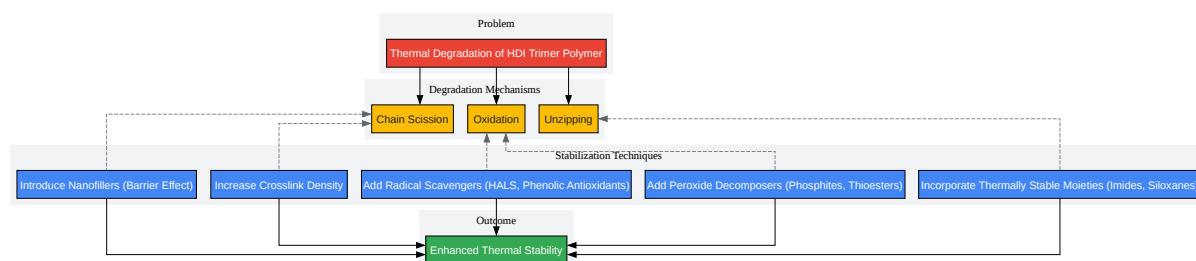 Problem
Thermal Degradation of HDI Trimer Polymer
Degradation Mechanisms
Chain Scission
Oxidation
Unzipping
Stabilization Techniques
Introduce Nanofillers (Barrier Effect)
Increase Crosslink Density
Add Radical Scavengers (HALS, Phenolic Antioxidants)
Add Peroxide Decomposers (Phosphites, Thioesters)
Incorporate Thermally Stable Moieties (Imides, Siloxanes)
Outcome
Enhanced Thermal Stability